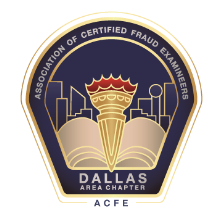 ASSOCIATION OF CERTIFIED FRAUD EXAMINERS
DALLAS
AREA CHAPTER
ACFE